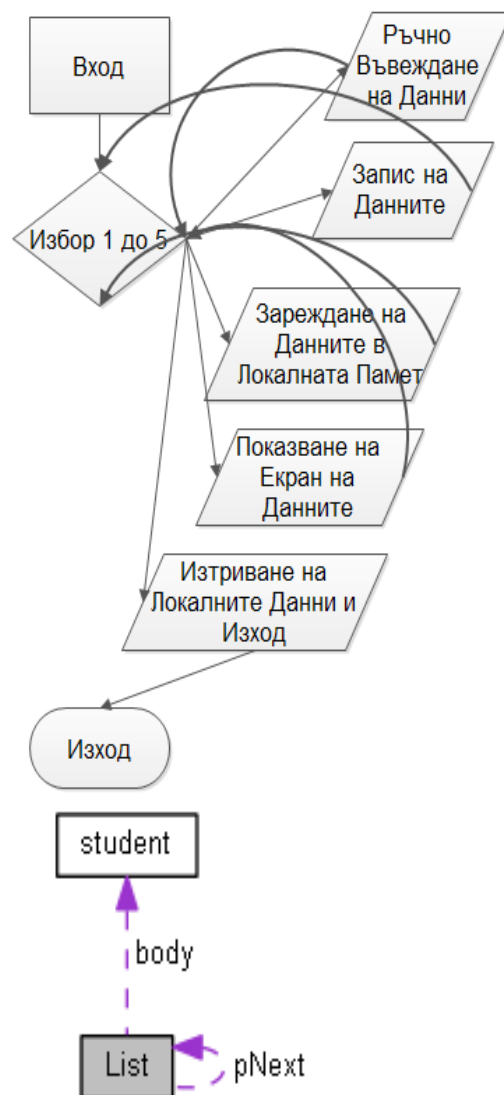 Вход
Ръчно
Въвеждане
на Данни
Избор 1 до 5
Запис на
Данните
Зареждане на
Данните в
Локалната Памет
Показване на
Екран на
Данните
Изтриване на
Локалните Данни и
Изход
Изход
student
body
List
pNext